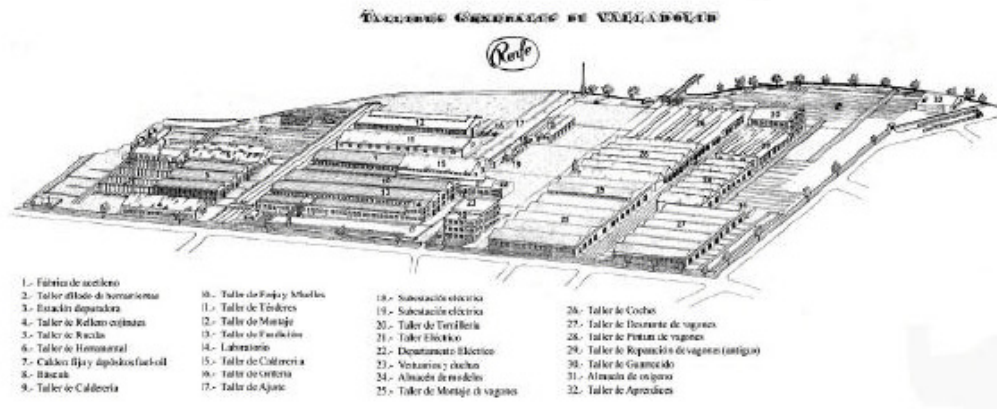 TALLERES GENERALES DE VALLADOLID
Renfe
1.- Fábrica de acetileno
2.- Taller afilado de herramientas
3.- Estación depuradora
4.- Taller de Relleno cojinetes
5.- Taller de Ruedas
6.- Taller de Herramental
7.- Caldera fija y depósitos fuel-oil
8.- Báscula
9.- Taller de Calderería
10.- Taller de Forja y Muelles
11.- Taller de Ténderes
12.- Taller de Montaje
13.- Taller de Fundición
14.- Laboratorio
15.- Taller de Calderería
16.- Taller de
17.- Taller de Ajuste
18.- Subestación eléctrica
19.- Subestación eléctrica
20.- Taller de Tornillería
21.- Taller Eléctrico
22.- Departamento Eléctrico
23.- Vestuarios y duchas
24.- Almacén de modelos
25.- Taller de Montaje de vagones
26.- Taller de Coches
27.- Taller de Desmonte de vagones
28.- Taller de Pintura de vagones
29.- Taller de Reparación de vagones (antiguo)
30.- Taller de Guarnecido
31.- Almacén de oxígeno
32.- Taller de Aprendices